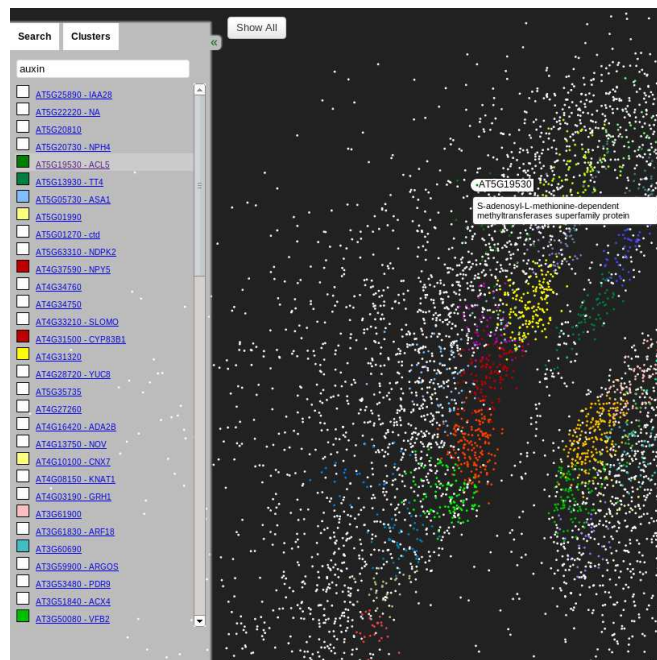 Search Clusters
«
Show All
auxin
AT5G25890 - IAA28
AT5G22220 - NA
AT5G20810
AT5G20730 - NPH4
AT5G19530 - ACL5
AT5G13930 - TT4
AT5G05730 - ASA1
AT5G01990
AT5G01270 - ctd
AT5G63310 - NDPK2
AT4G37590 - NPY5
AT4G34760
AT4G34750
AT4G33210 - SLOMO
AT4G31500 - CYP83B1
AT4G31320
AT4G28720 - YUC8
AT5G35735
AT4G27260
AT4G16420 - ADA2B
AT4G13750 - NOV
AT4G10100 - CNX7
AT4G08150 - KNAT1
AT4G03190 - GRH1
AT3G61900
AT3G61830 - ARF18
AT3G60690
AT3G59900 - ARGOS
AT3G53480 - PDR9
AT3G51840 - ACX4
AT3G50080 - VFB2
AT5G19530
S-adenosyl-L-methionine-dependent
methyltransferases superfamily protein